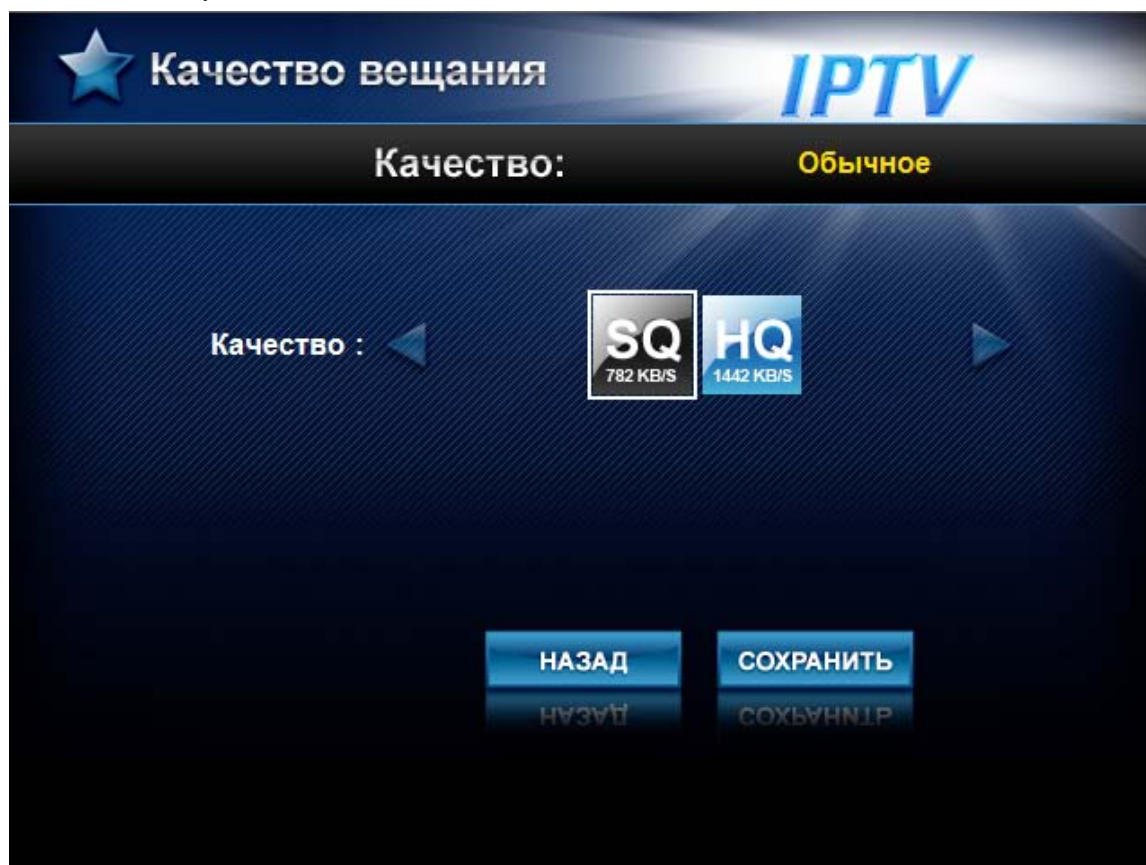 Качество вещания
IPTV
Качество:
Обычное
Качество :
SQ
782 KB/S
HQ
1442 KB/S
НАЗАД
СОХРАНИТЬ